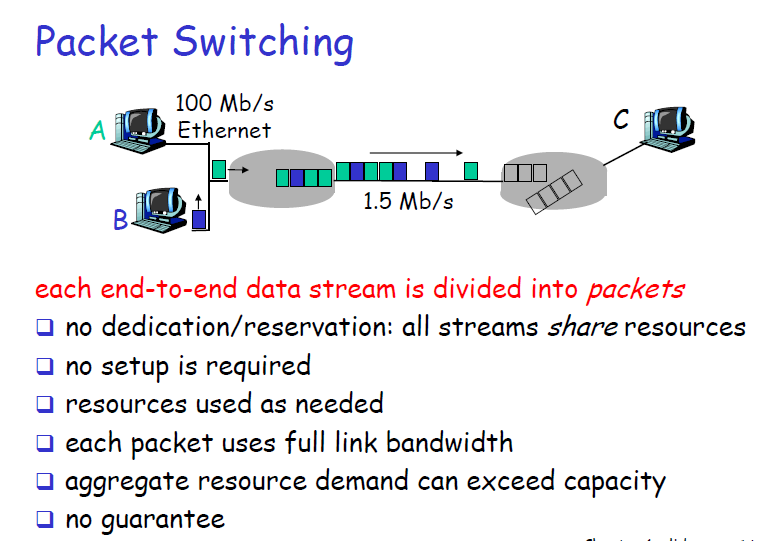 Packet Switching
100 Mb/s
Ethernet
A
B
C
1.5 Mb/s
each end-to-end data stream is divided into packets
no dedication/reservation: all streams share resources
no setup is required
resources used as needed
each packet uses full link bandwidth
aggregate resource demand can exceed capacity
no guarantee